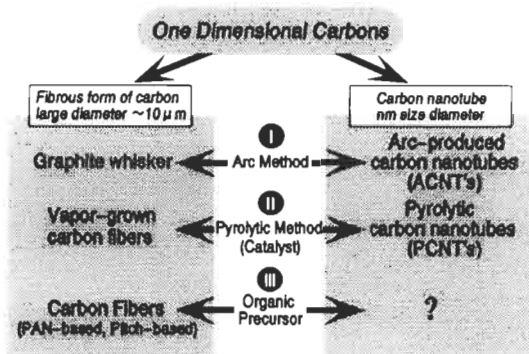 One Dimensional Carbons
Fibrous form of carbon
large diameter ~10 μm
Carbon nanotube
nm size diameter
I
Graphite whisker
Arc Method
Arc-produced
carbon nanotubes
(ACNT's)
II
Vapor-grown
carbon fibers
Pyrolytic Method
(Catalyst)
Pyrolytic
carbon nanotubes
(PCNT's)
III
Carbon Fibers
(PAN-based, Pitch-based)
Organic
Precursor
?